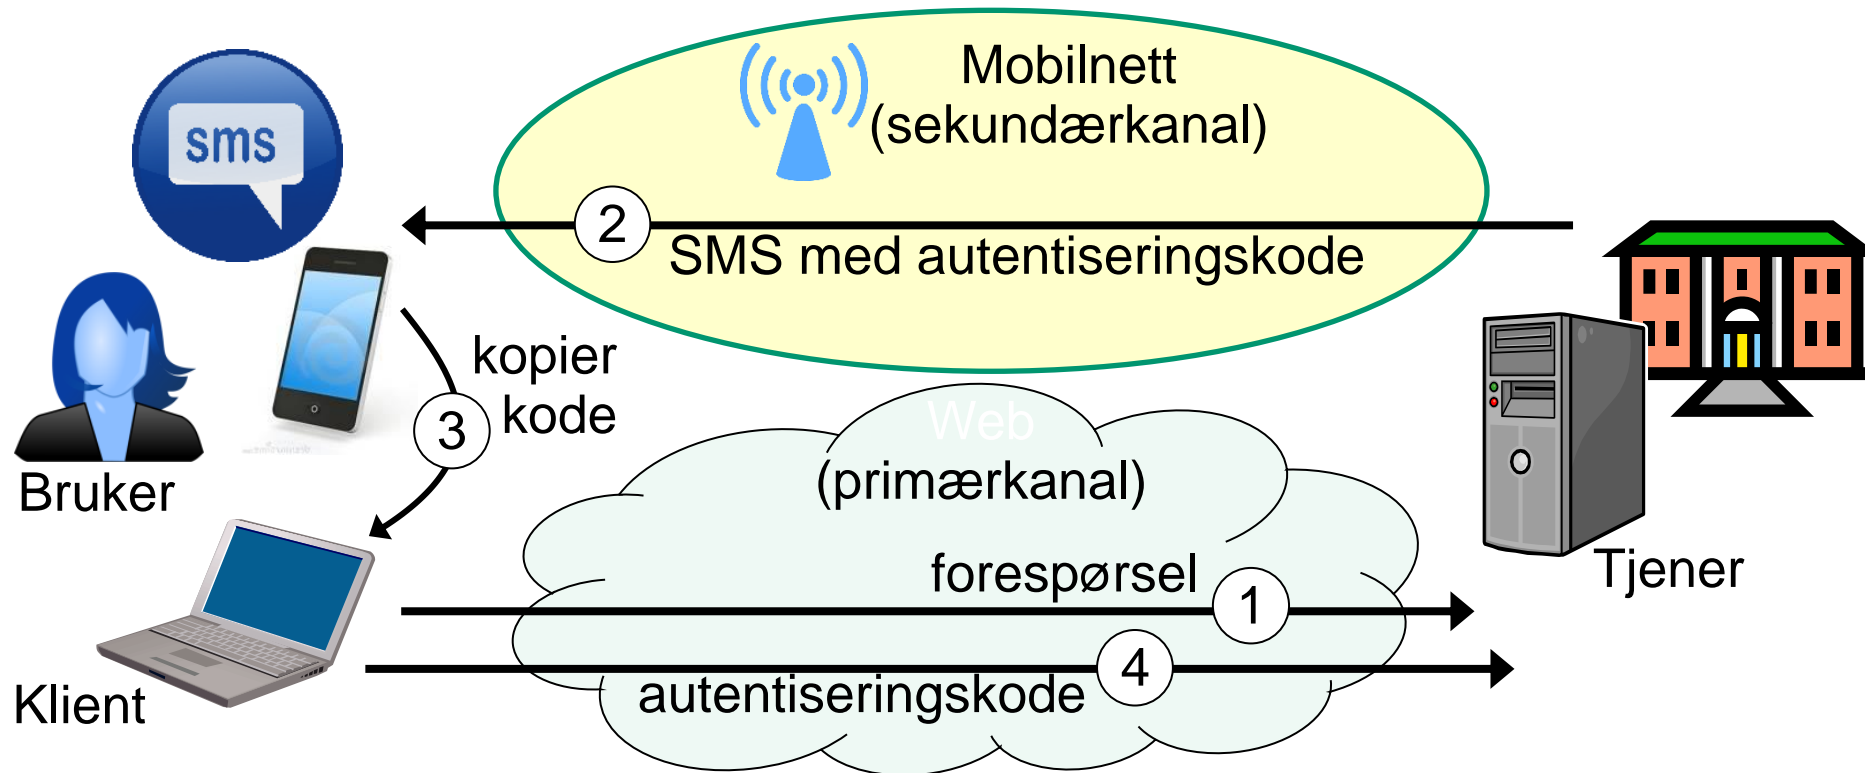 Mobilnett
(sekundærkanal)
sms
2
SMS med autentiseringskode
kopier
kode
3
Web
(primærkanal)
Bruker
forespørsel
1
Tjener
4
autentiseringskode
Klient